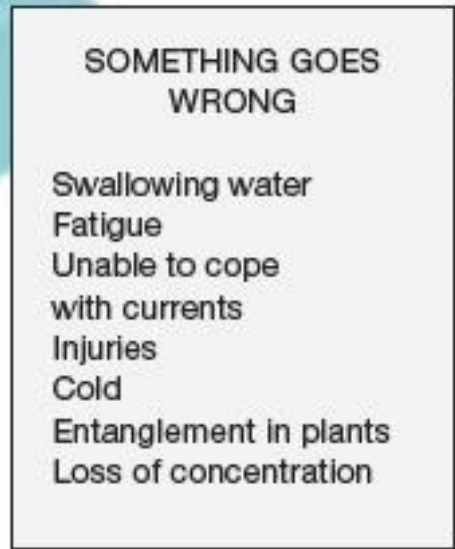 SOMETHING GOES
WRONG
Swallowing water
Fatigue
Unable to cope
with currents
Injuries
Cold
Entanglement in plants
Loss of concentration